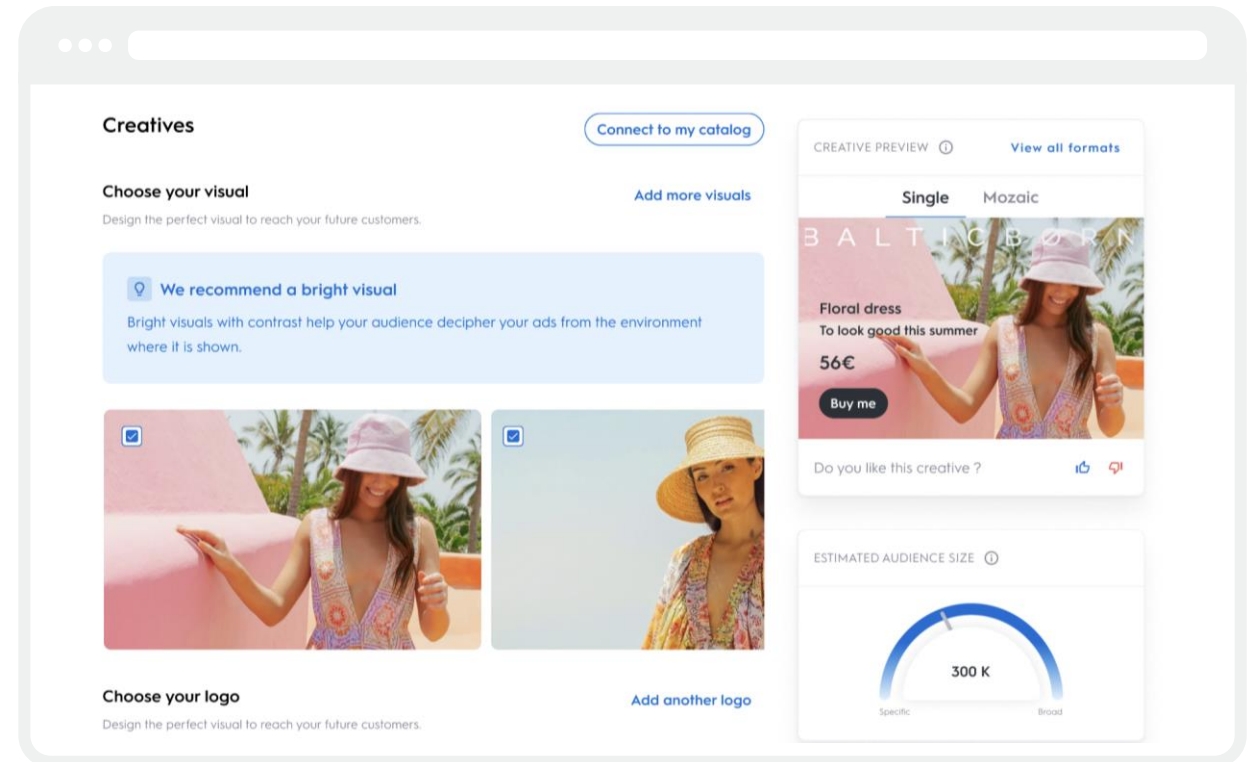 Creatives
Connect to my catalog
Choose your visual
Add more visuals
Design the perfect visual to reach your future customers.
We recommend a bright visual
Bright visuals with contrast help your audience decipher your ads from the environment
where it is shown.
Choose your logo
Add another logo
Design the perfect visual to reach your future customers.
CREATIVE PREVIEW
View all formats
Single
Mozaic
BALTIC BØRN
Floral dress
To look good this summer
56€
Buy me
Do you like this creative ?
ESTIMATED AUDIENCE SIZE
300 K
Specific
Broad